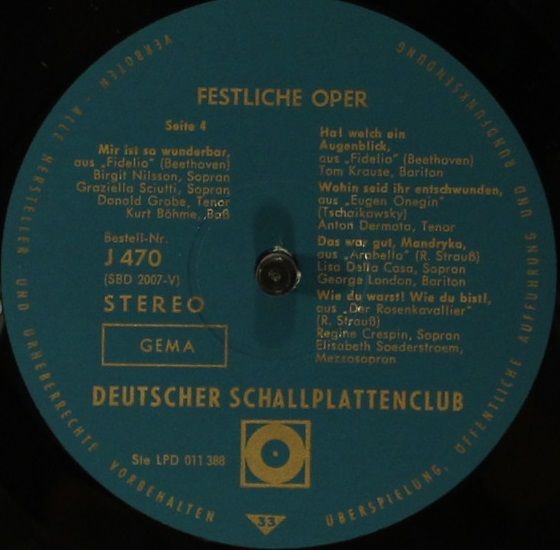 FESTLICHE OPER
Seite 4
Mir ist so wunderbar,
aus „Fidelio" (Beethoven)
Birgit Nilsson, Sopran
Graziella Sciutti, Sopran
Donald Grobe, Tenor
Kurt Böhme, Baß
Bestell-Nr.
J 470
(SBD 2007-V)
STEREO
GEMA
Ha! welch ein
Augenblick,
aus „Fidelio" (Beethoven)
Tom Krause, Bariton
Wohin seid ihr entschwunden,
aus „Eugen Onegin"
(Tschaikowsky)
Anton Dermota, Tenor
Das war gut, Mandryka,
aus „Arabella" (R. Strauß)
Lisa Della Casa, Sopran
George London, Bariton
Wie du warst! Wie du bist!,
aus „Der Rosenkavallier"
(R. Strauß)
Regine Crespin, Sopran
Elisabeth Soederstroem,
Mezzosopran
DEUTSCHER SCHALLPLATTENCLUB
Ste LPD 011 388
33
ALLE HERSTELLER- UND URHEBERRECHTE VORBEHALTEN
ÜBERSPIELUNG, ÖFFENTLICHE AUFFÜHRUNG UND RUNDFUNKSENDUNG
VERBOTEN -